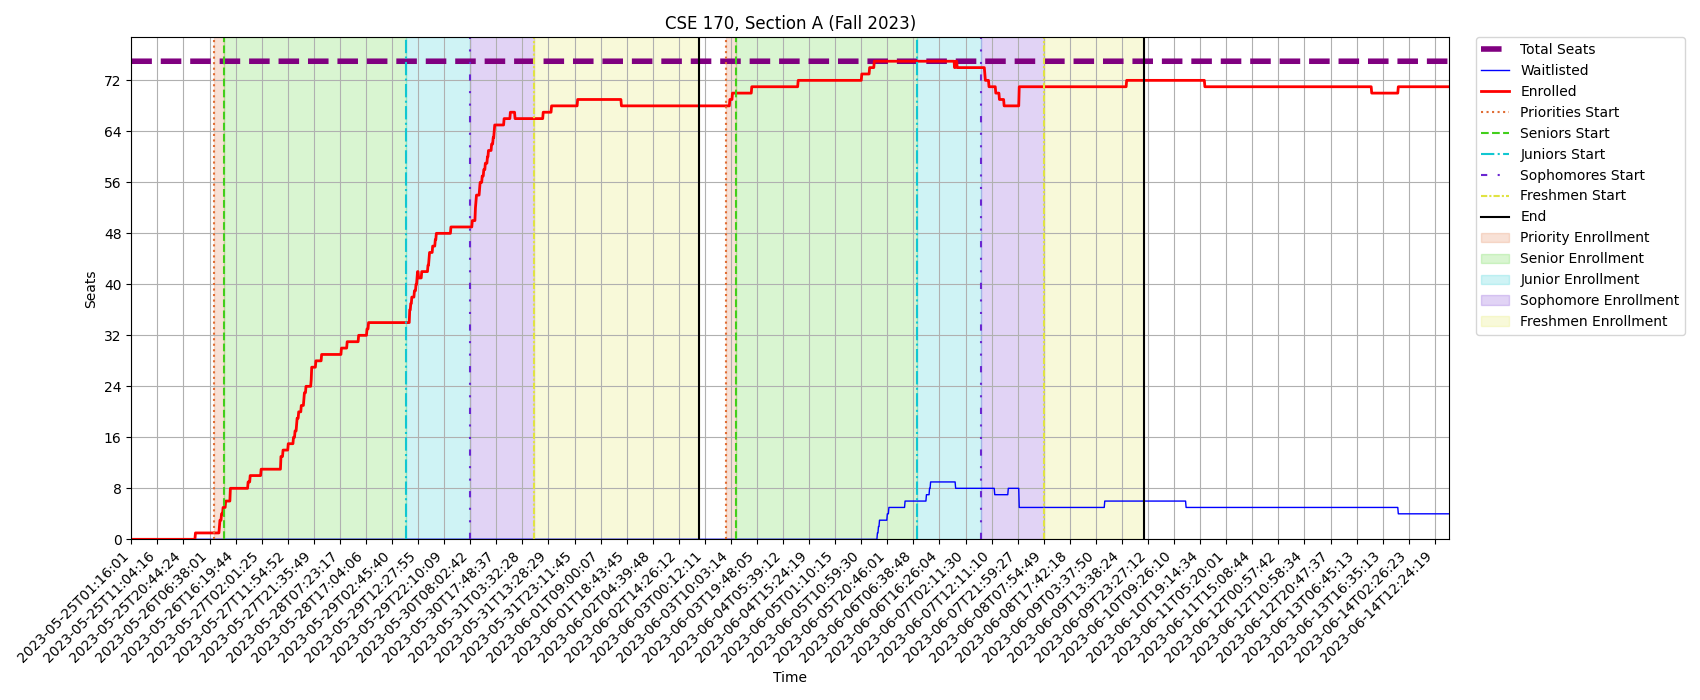 CSE 170, Section A (Fall 2023)
Seats
72
64
56
48
40
32
24
16
8
0
2023-05-25T01:16:01
2023-05-25T11:04:16
2023-05-25T20:44:24
2023-05-26T06:38:01
2023-05-26T16:19:44
2023-05-27T02:01:25
2023-05-27T11:54:52
2023-05-27T21:35:49
2023-05-28T07:23:17
2023-05-28T17:04:06
2023-05-29T02:45:40
2023-05-29T12:27:55
2023-05-29T22:10:09
2023-05-30T08:02:42
2023-05-30T17:48:37
2023-05-31T03:32:28
2023-05-31T13:28:29
2023-05-31T23:11:45
2023-06-01T09:00:07
2023-06-01T18:43:45
2023-06-02T04:39:48
2023-06-02T14:26:12
2023-06-03T00:12:11
2023-06-03T10:03:14
2023-06-03T19:48:05
2023-06-04T05:39:12
2023-06-04T15:24:19
2023-06-05T01:10:15
2023-06-05T10:59:30
2023-06-05T20:46:01
2023-06-06T06:38:48
2023-06-06T16:26:04
2023-06-07T02:11:30
2023-06-07T12:11:10
2023-06-07T21:59:27
2023-06-08T07:54:49
2023-06-08T17:42:18
2023-06-09T03:37:50
2023-06-09T13:38:24
2023-06-09T23:27:12
2023-06-10T09:26:10
2023-06-10T19:14:34
2023-06-11T05:20:01
2023-06-11T15:08:44
2023-06-12T00:57:42
2023-06-12T10:58:34
2023-06-12T20:47:37
2023-06-13T06:45:13
2023-06-13T16:35:13
2023-06-14T02:26:23
2023-06-14T12:24:19
Time
Total Seats
Waitlisted
Enrolled
Priorities Start
Seniors Start
Juniors Start
Sophomores Start
Freshmen Start
End
Priority Enrollment
Senior Enrollment
Junior Enrollment
Sophomore Enrollment
Freshmen Enrollment